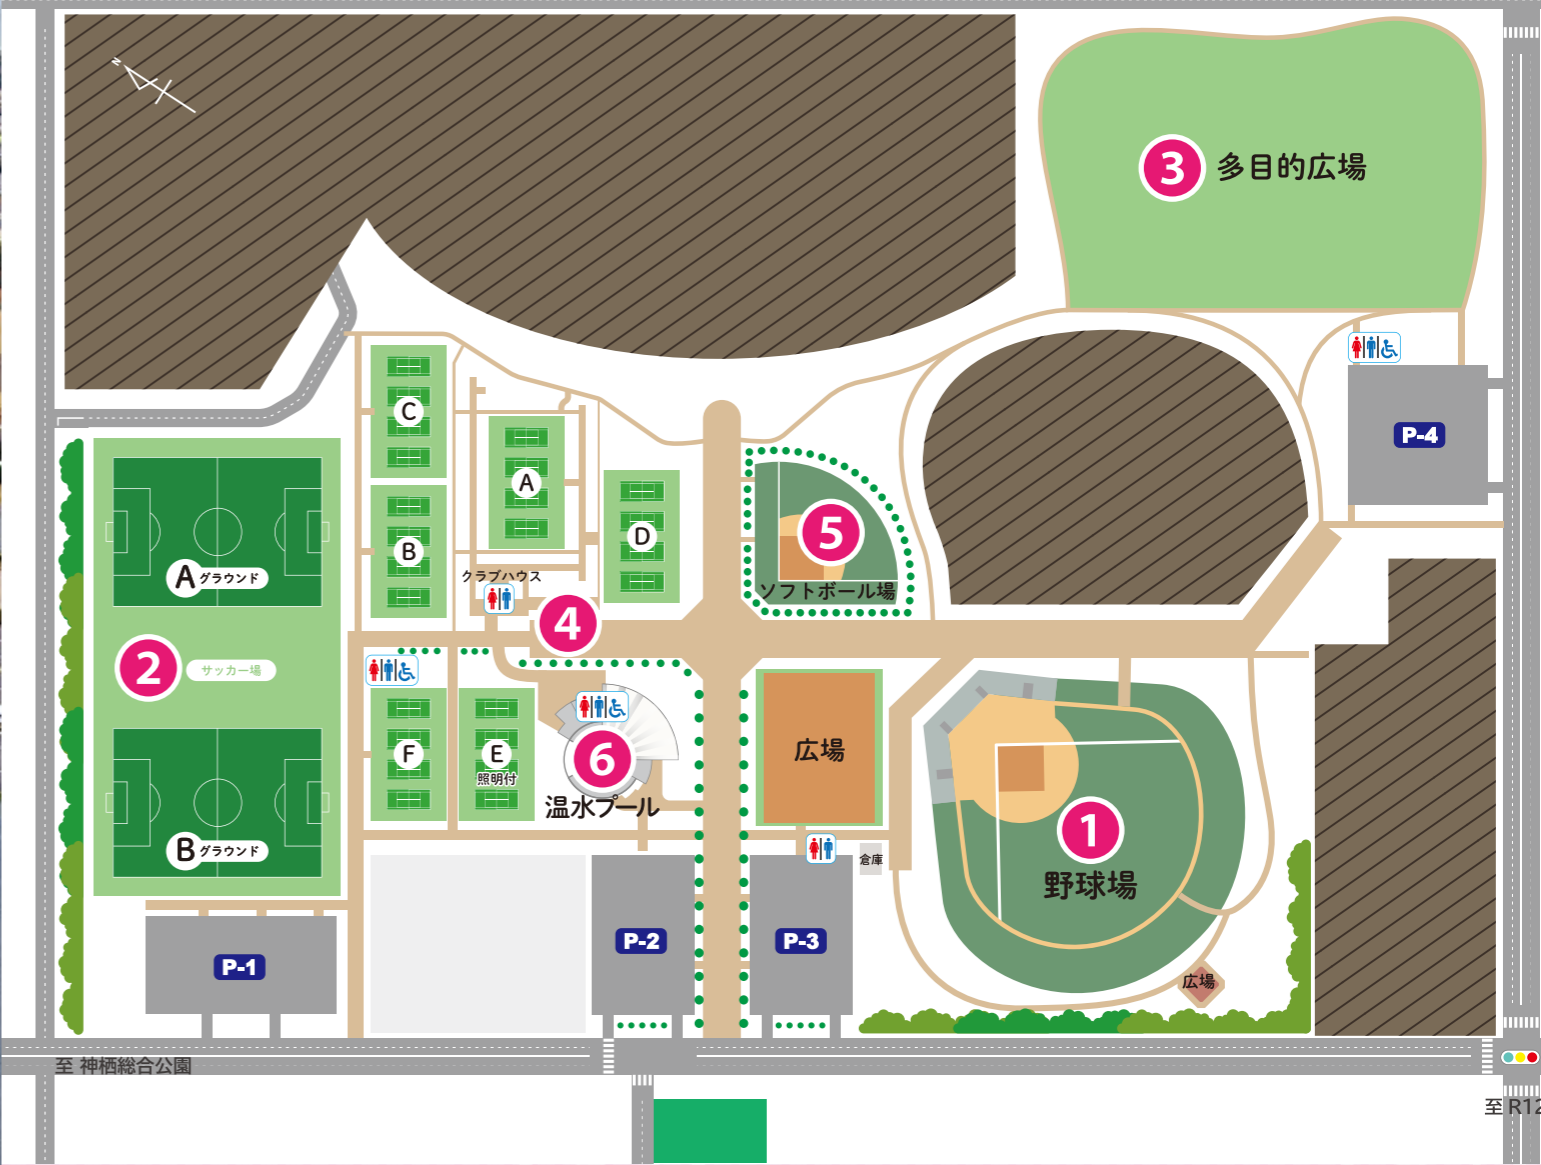 N
3 多目的広場
P-4
C
A
B
D
5
ソフトボール場
A グラウンド
クラブハウス
4
2 サッカー場
F
E
照明付
6
温水プール
広場
1
野球場
B グラウンド
倉庫
P-1
P-2
P-3
広場
至 神栖総合公園
至 R12